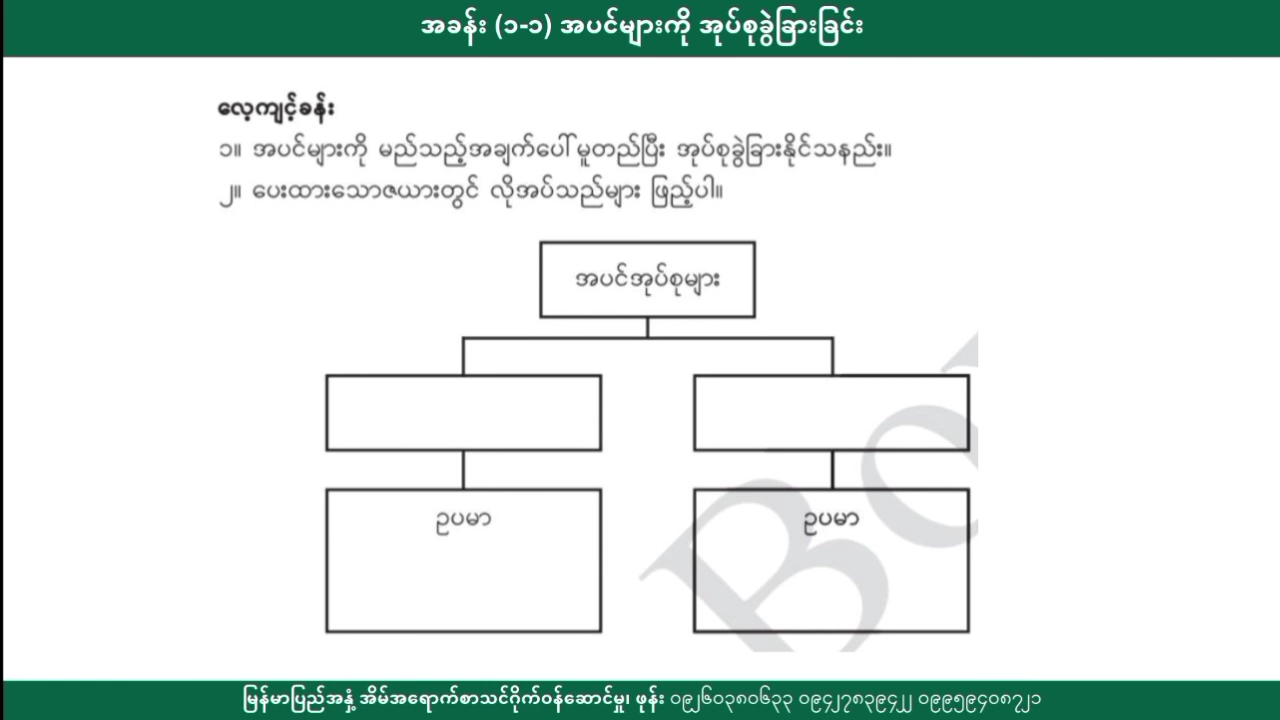 အခန်း (၁-၁) အပင်များကို အုပ်စုခွဲခြားခြင်း
လေ့ကျင့်ခန်း
၁။ အပင်များကို မည်သည့်အချက်ပေါ်မူတည်ပြီး အုပ်စုခွဲခြားနိုင်သနည်း။
၂။ ပေးထားသောဇယားတွင် လိုအပ်သည်များ ဖြည့်ပါ။
အပင်အုပ်စုများ
ဥပမာ
ဥပမာ
မြန်မာပြည်အနှံ့ အိမ်အရောက်စာသင်ဝိုက်ဝန်ဆောင်မှု၊ ဖုန်း ၀၉၂၆၀၃၈၀၆၃၃ ၀၉၄၂၇၈၃၉၄၂၂ ၀၉၉၅၉၄၀၈၇၂၁